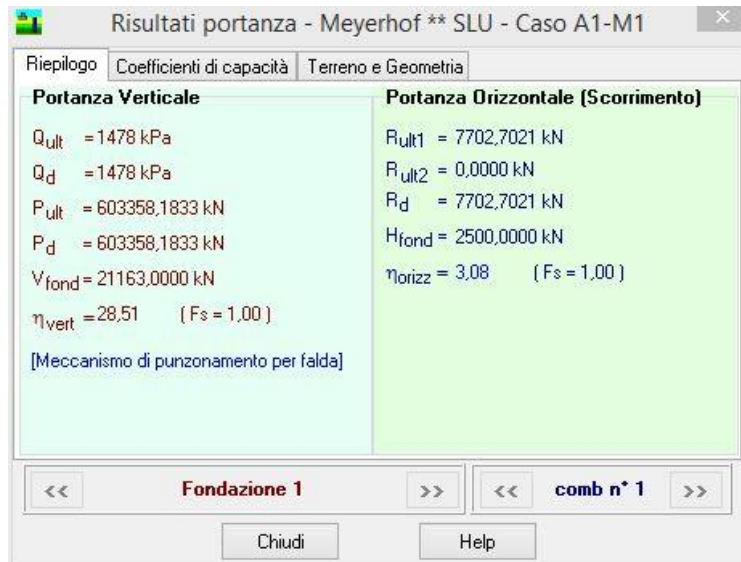 Risultati portanza - Meyerhof ** SLU - Caso A1-M1
Riepilogo
Coefficienti di capacità
Terreno e Geometria
Portanza Verticale
Qult = 1478 kPa
Qd = 1478 kPa
Pult = 603358,1833 kN
Pd = 603358,1833 kN
Vfond = 21163,0000 kN
ηvert = 28,51 ( Fs = 1,00 )
[Meccanismo di punzonamento per falda]
Portanza Orizzontale (Scorrimento)
Rult1 = 7702,7021 kN
Rult2 = 0,0000 kN
Rd = 7702,7021 kN
Hfond = 2500,0000 kN
ηorizz = 3,08 ( Fs = 1,00 )
<< Fondazione 1 >>
<< comb n° 1 >>
Chiudi
Help